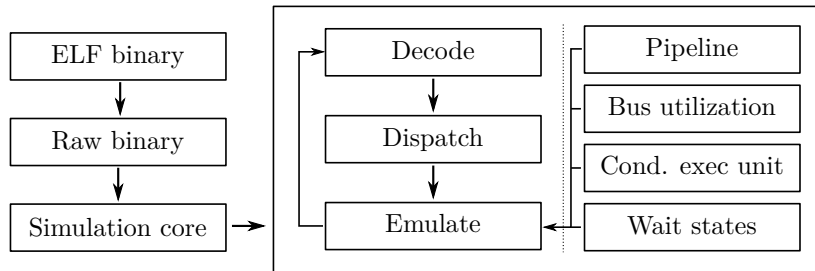 ELF binary
Raw binary
Simulation core
Decode
Dispatch
Emulate
Pipeline
Bus utilization
Cond. exec unit
Wait states